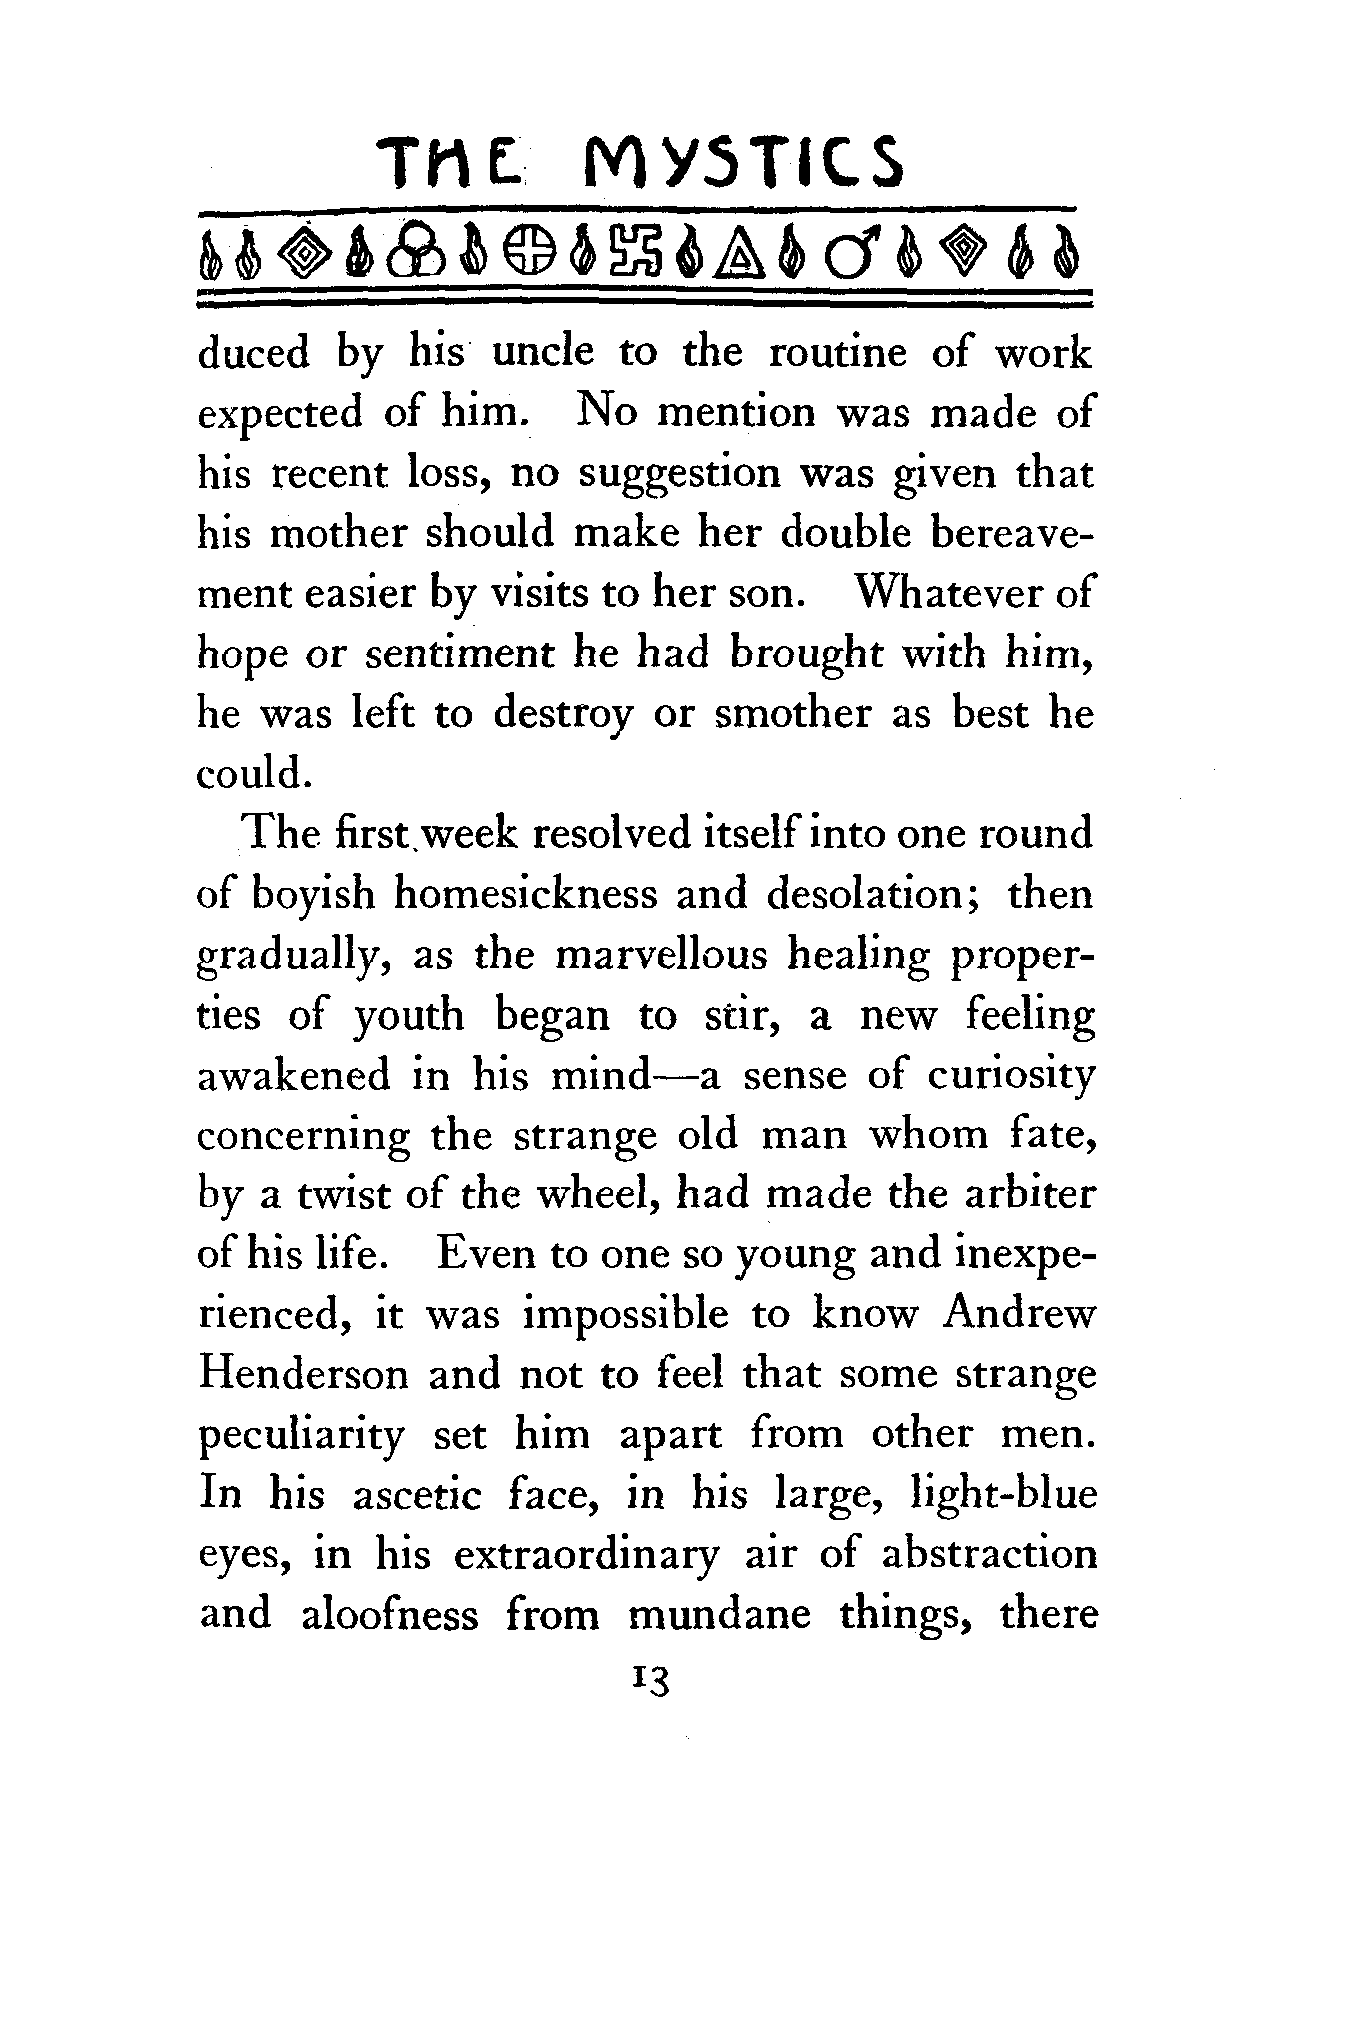 THE MYSTICS
duced by his uncle to the routine of work
expected of him. No mention was made of
his recent loss, no suggestion was given that
his mother should make her double bereave-
ment easier by visits to her son. Whatever of
hope or sentiment he had brought with him,
he was left to destroy or smother as best he
could.
The first week resolved itself into one round
of boyish homesickness and desolation; then
gradually, as the marvellous healing proper-
ties of youth began to stir, a new feeling
awakened in his mind—a sense of curiosity
concerning the strange old man whom fate,
by a twist of the wheel, had made the arbiter
of his life. Even to one so young and inexpe-
rienced, it was impossible to know Andrew
Henderson and not to feel that some strange
peculiarity set him apart from other men.
In his ascetic face, in his large, light-blue
eyes, in his extraordinary air of abstraction
and aloofness from mundane things, there
13